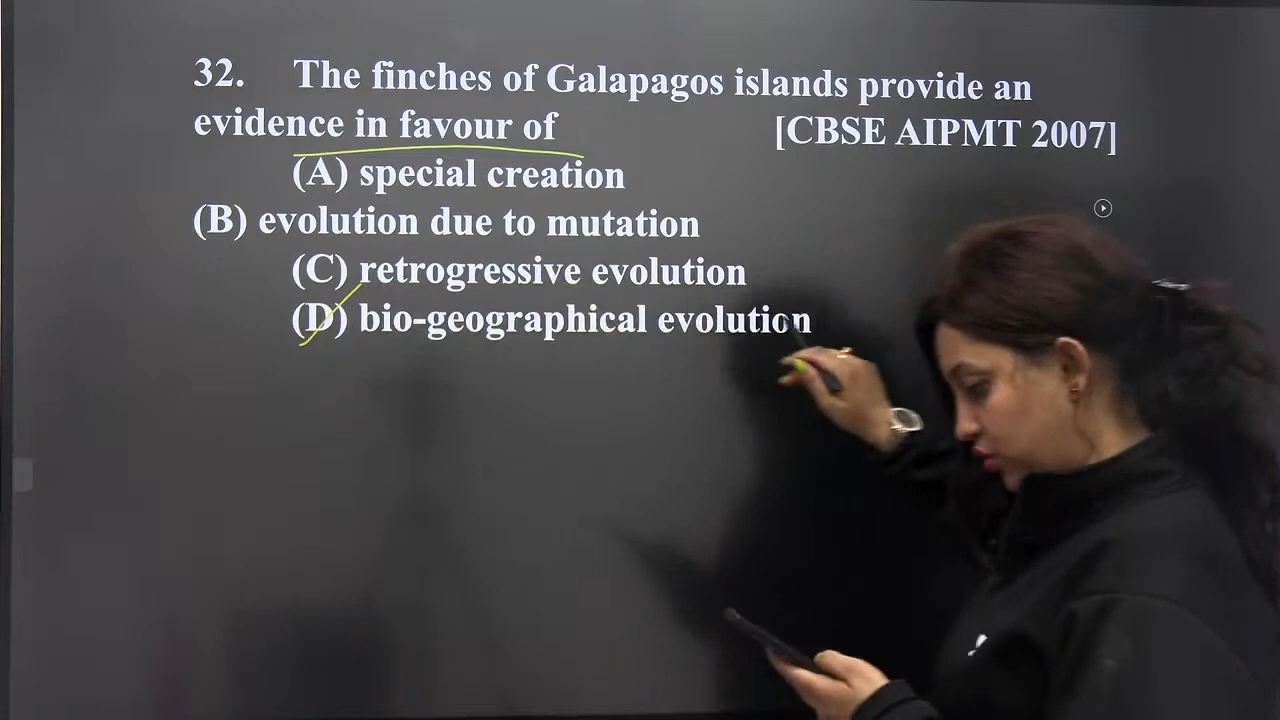 32. The finches of Galapagos islands provide an
evidence in favour of [CBSE AIPMT 2007]
(A) special creation
(B) evolution due to mutation
(C) retrogressive evolution
(D) bio-geographical evolution